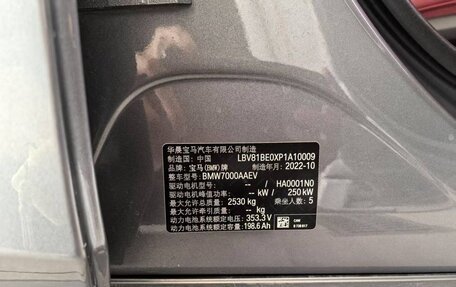 华晨宝马汽车有限公司制造
制造国：中国 LBV81BE0XP1A10009
品牌：宝马(BMW)牌 制造年月：2022-10
整车型号：BMW7000AAEV
驱动电机型号： -- / HA0001N0
驱动电机峰值功率： -- kW / 250 kW
最大允许总质量： 2530 kg 乘坐人数： 5
最大允许牵引质量： -- kg
动力电池系统额定电压： 353.3 V
动力电池系统额定容量： 198.6 Ah